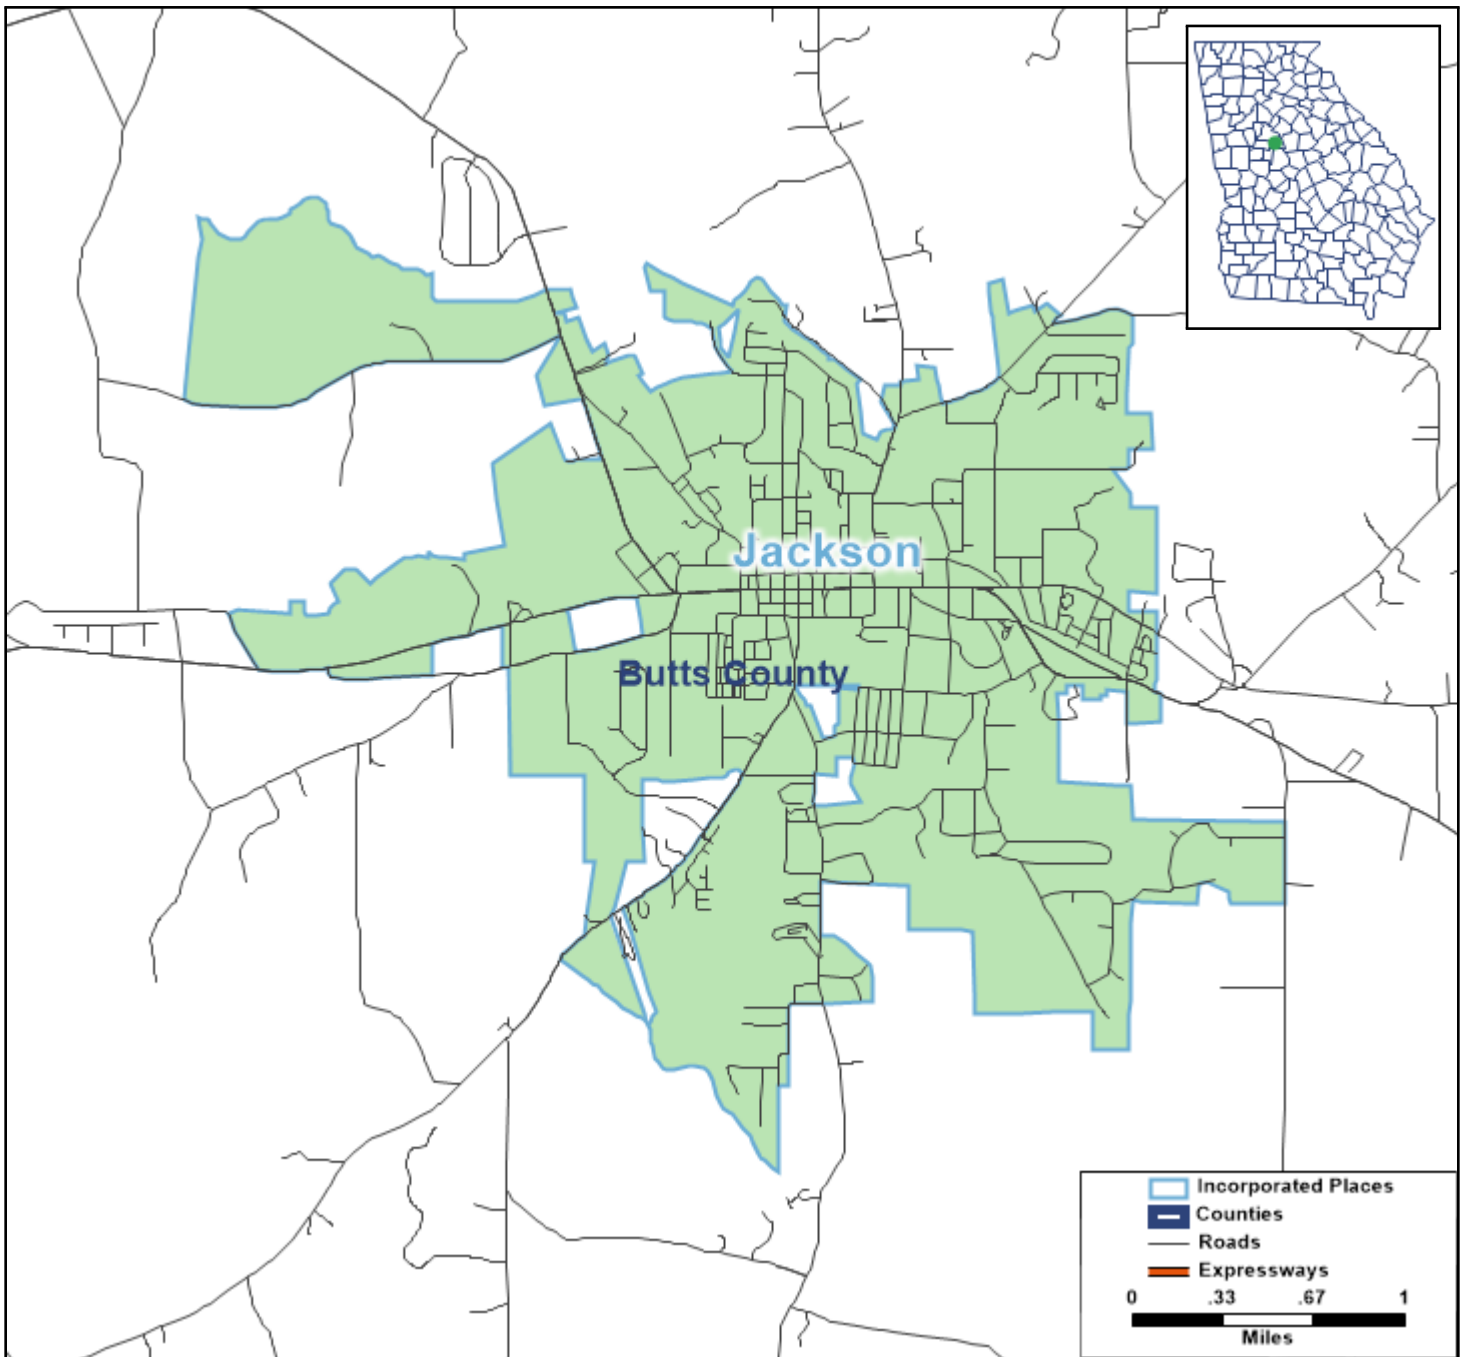 Jackson
Butts County
Incorporated Places
Counties
Roads
Expressways
0 .33 .67 1
Miles